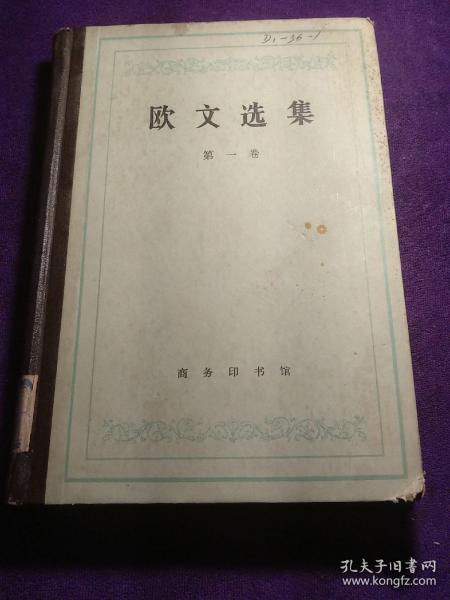 D1-36-1
欧文选集
第一卷
商务印书馆
孔夫子旧书网
www.kongfz.com